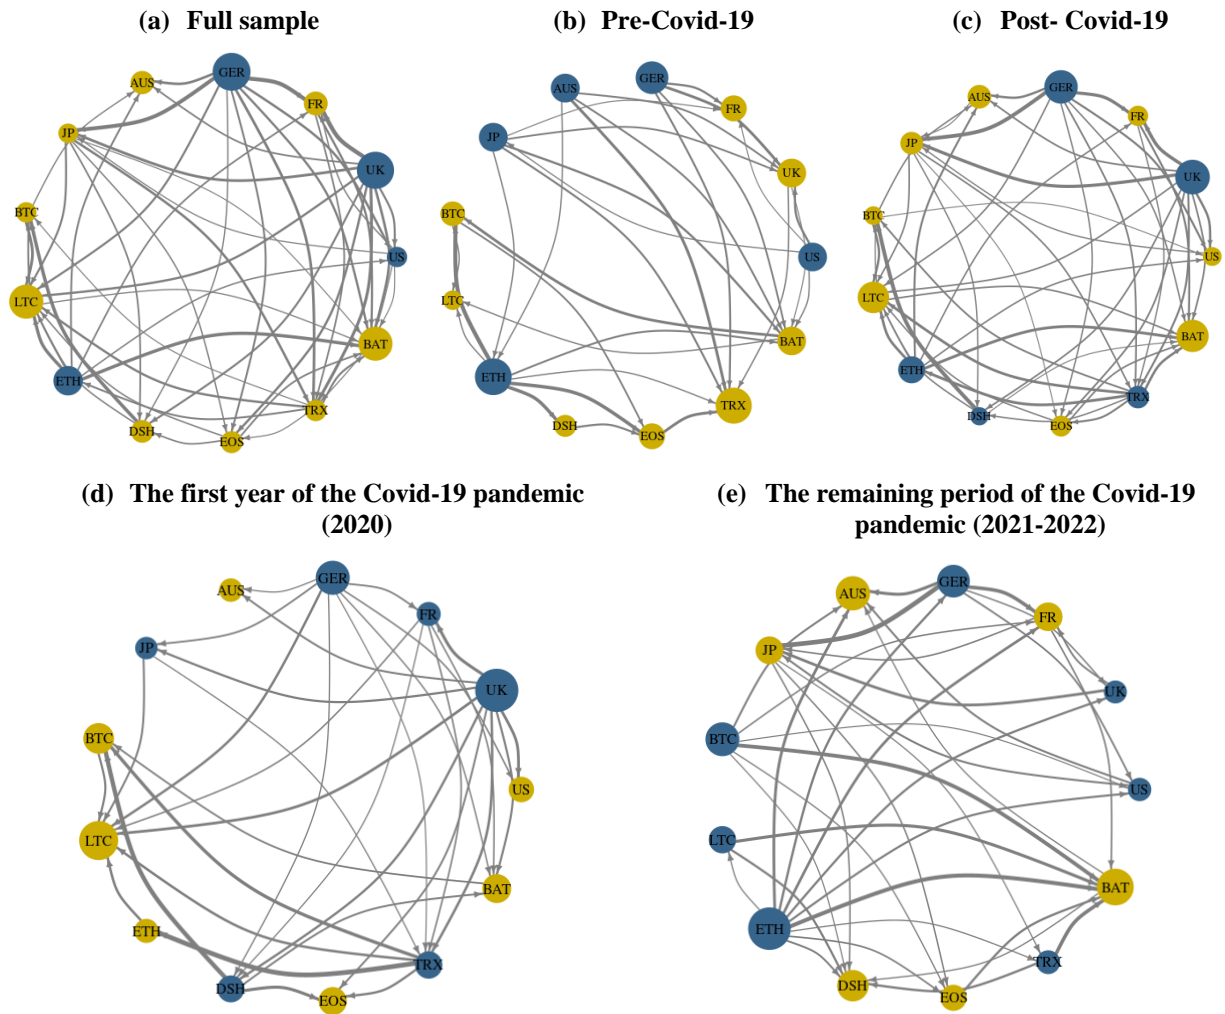 (a) Full sample
(b) Pre-Covid-19
(c) Post- Covid-19
GER
AUS
FR
JP
UK
BTC
US
LTC
BAT
ETH
TRX
DSH
EOS
GER
AUS
FR
JP
UK
BTC
US
LTC
BAT
ETH
TRX
DSH
EOS
GER
AUS
FR
JP
UK
BTC
US
LTC
BAT
ETH
TRX
DSH
EOS
(d) The first year of the Covid-19 pandemic
(2020)
(e) The remaining period of the Covid-19
pandemic (2021-2022)
GER
AUS
FR
JP
UK
BTC
US
LTC
BAT
ETH
TRX
DSH
EOS
GER
AUS
FR
JP
UK
BTC
US
LTC
BAT
ETH
TRX
DSH
EOS